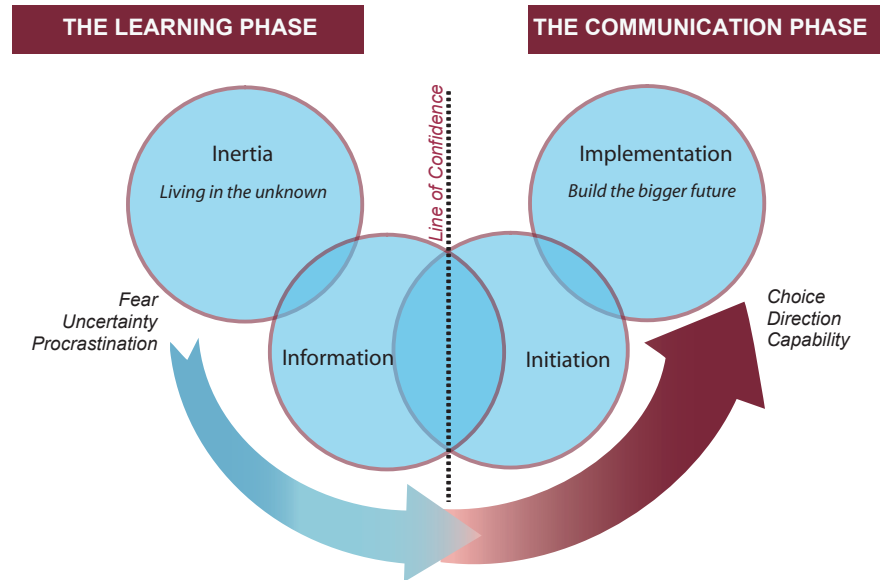 THE LEARNING PHASE
THE COMMUNICATION PHASE
Line of Confidence
Inertia
Living in the unknown
Implementation
Build the bigger future
Fear
Uncertainty
Procrastination
Choice
Direction
Capability
Information
Initiation